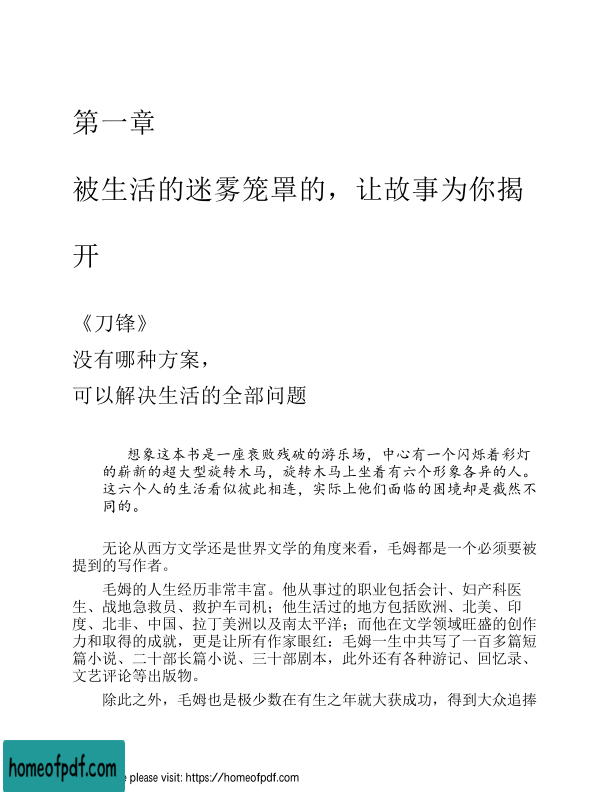 第一章
被生活的迷雾笼罩的，让故事为你揭
开
《刀锋》
没有哪种方案，
可以解决生活的全部问题
想象这本书是一座衰败残破的游乐场，中心有一个闪烁着彩灯
的崭新的超大型旋转木马，旋转木马上坐着有六个形象各异的人。
这六个人的生活看似彼此相连，实际上他们面临的困境却是截然不
同的。
无论从西方文学还是世界文学的角度来看，毛姆都是一个必须要被
提到的写作者。
毛姆的人生经历非常丰富。他从事过的职业包括会计、妇产科医
生、战地急救员、救护车司机；他生活过的地方包括欧洲、北美、印
度、北非、中国、拉丁美洲以及南太平洋；而他在文学领域旺盛的创作
力和取得的成就，更是让所有作家眼红：毛姆一生中共写了一百多篇短
篇小说、二十部长篇小说、三十部剧本，此外还有各种游记、回忆录、
文艺评论等出版物。
除此之外，毛姆也是极少数在有生之年就大获成功，得到大众追捧
homeofpdf.com
e please visit: https://homeofpdf.com